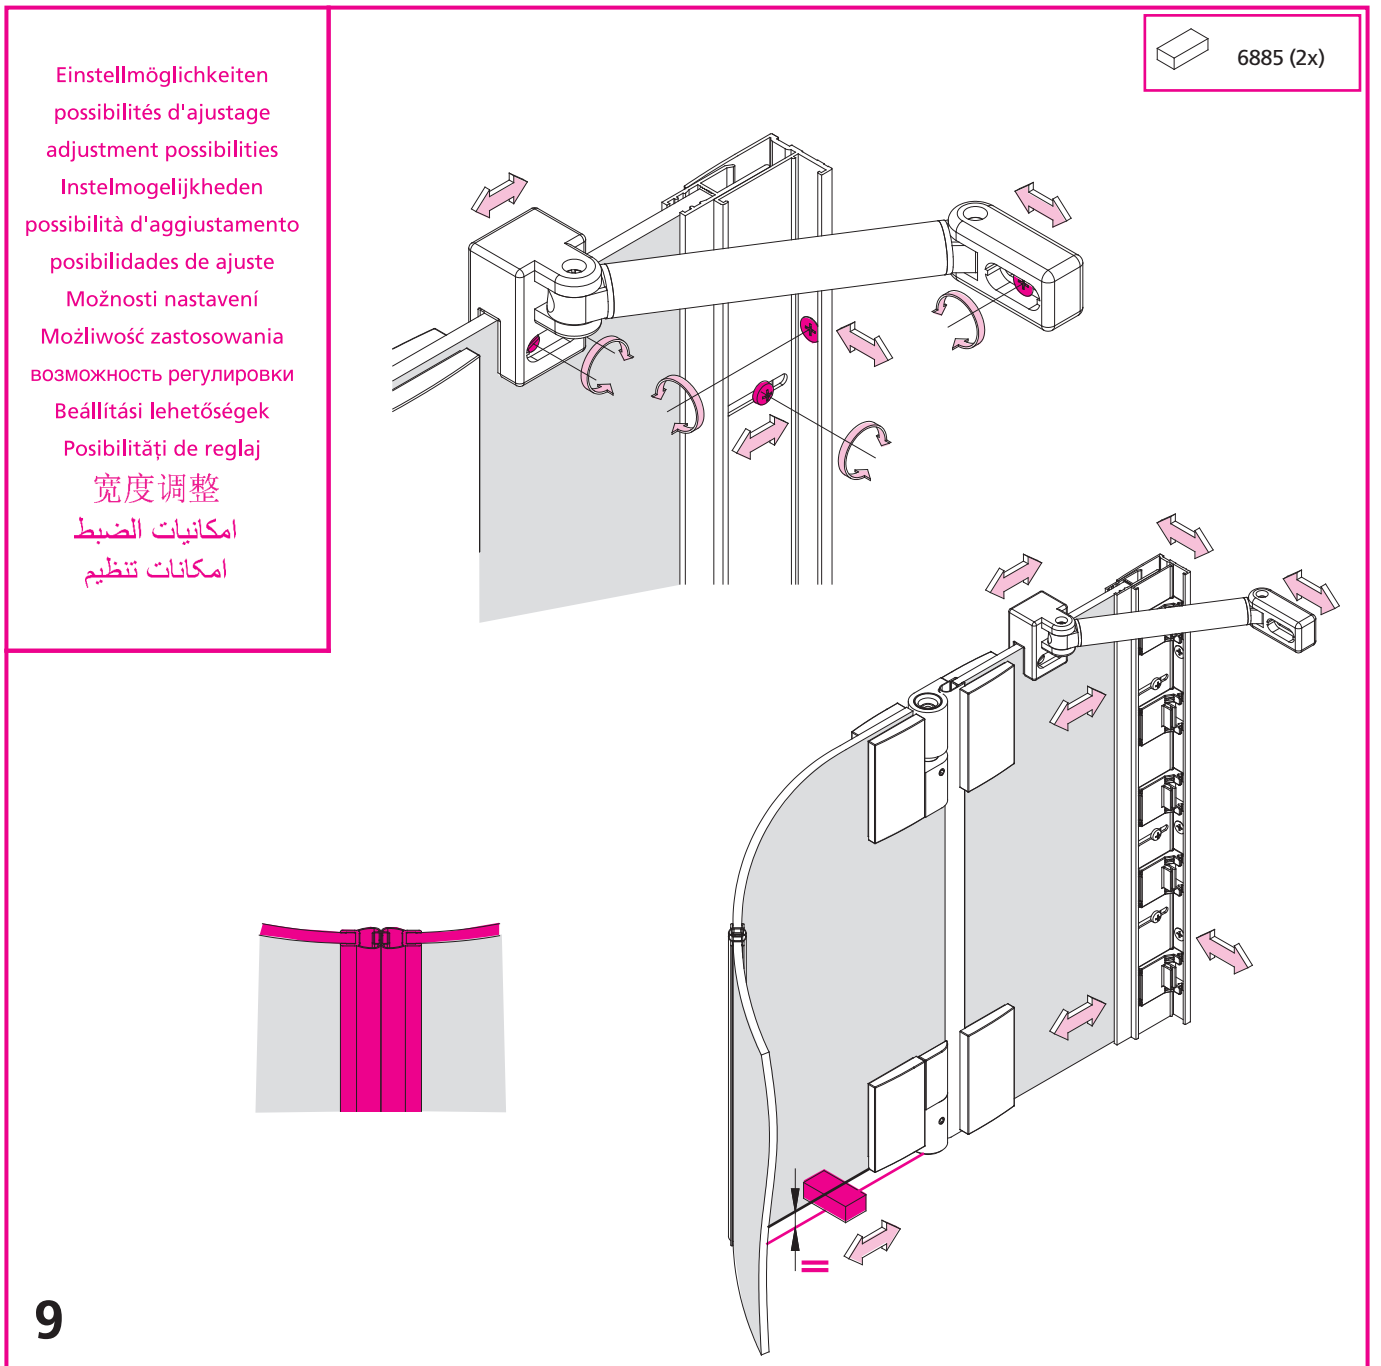 Einstellmöglichkeiten
possibilités d'ajustage
adjustment possibilities
Instelmogelijkheden
possibilità d'aggiustamento
posibilidades de ajuste
Možnosti nastavení
Możliwość zastosowania
возможность регулировки
Beállítási lehetőségek
Posibilități de reglaj
宽度调整
امكانيات الضبط
امكانات تنظيم
6885 (2x)
=
9